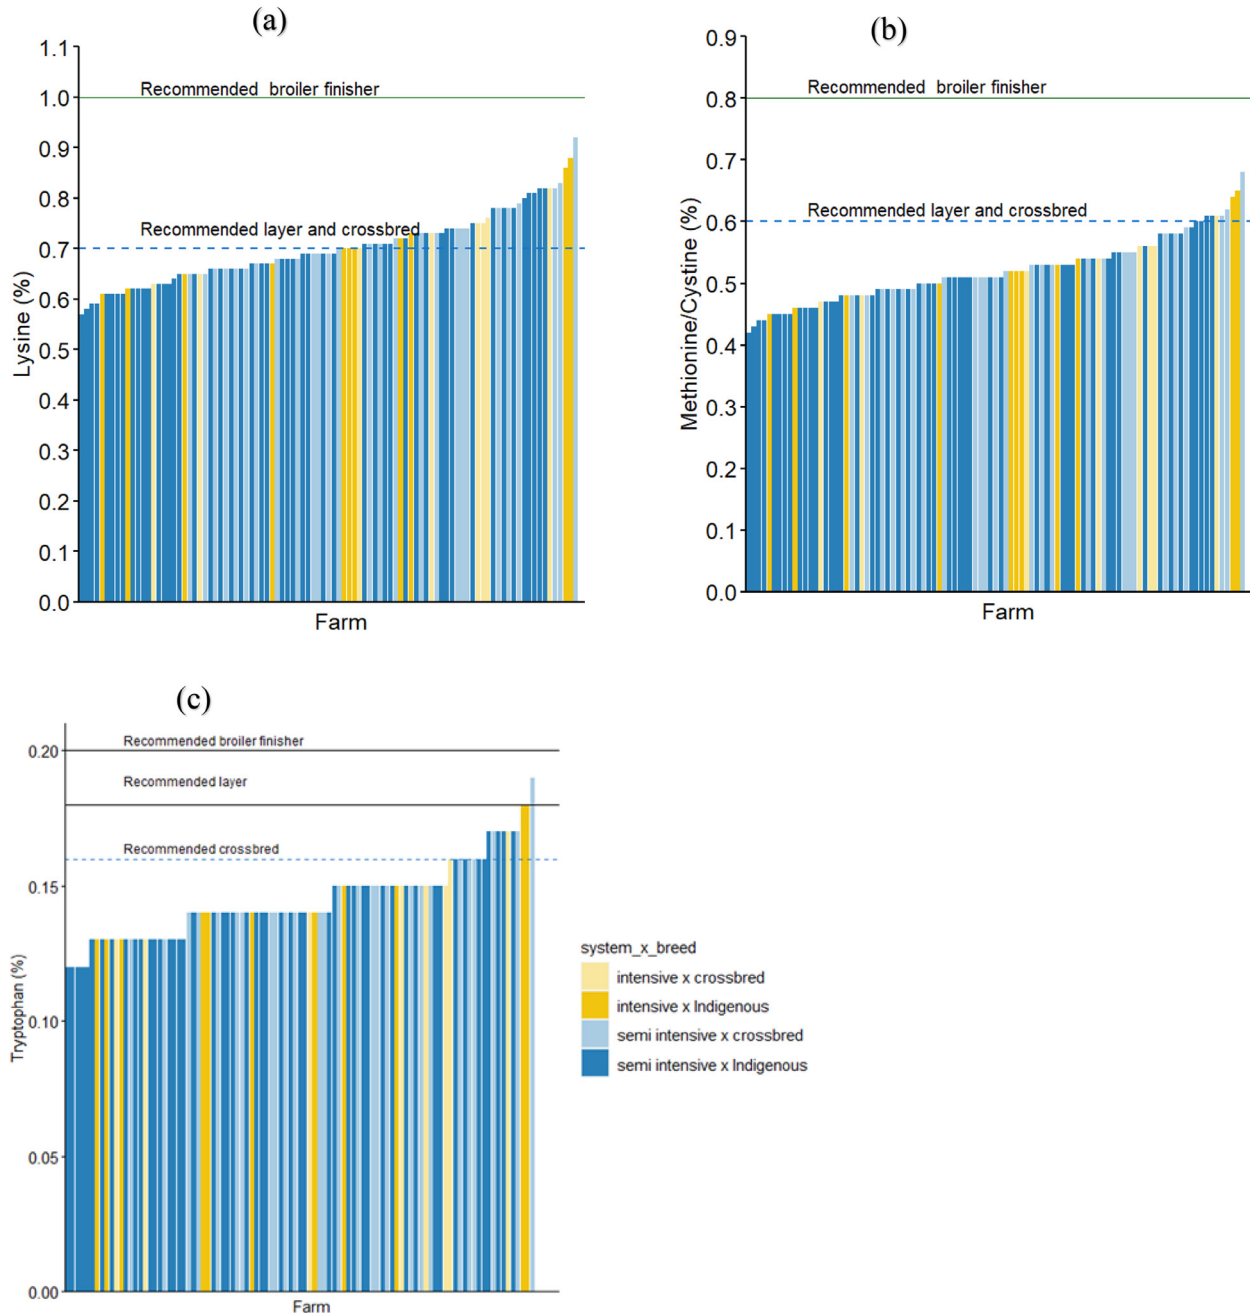 (a)
1.1
1.0
0.9
0.8
0.7
0.6
0.5
0.4
0.3
0.2
0.1
0.0
Lysine (%)
Recommended  broiler finisher
Recommended layer and crossbred
Farm
(b)
0.9
0.8
0.7
0.6
0.5
0.4
0.3
0.2
0.1
0.0
Methionine/Cystine (%)
Recommended  broiler finisher
Recommended layer and crossbred
Farm
(c)
0.20
0.15
0.10
0.05
0.00
Tryptophan (%)
Recommended broiler finisher
Recommended layer
Recommended crossbred
Farm
system_x_breed
intensive x crossbred
intensive x Indigenous
semi intensive x crossbred
semi intensive x Indigenous